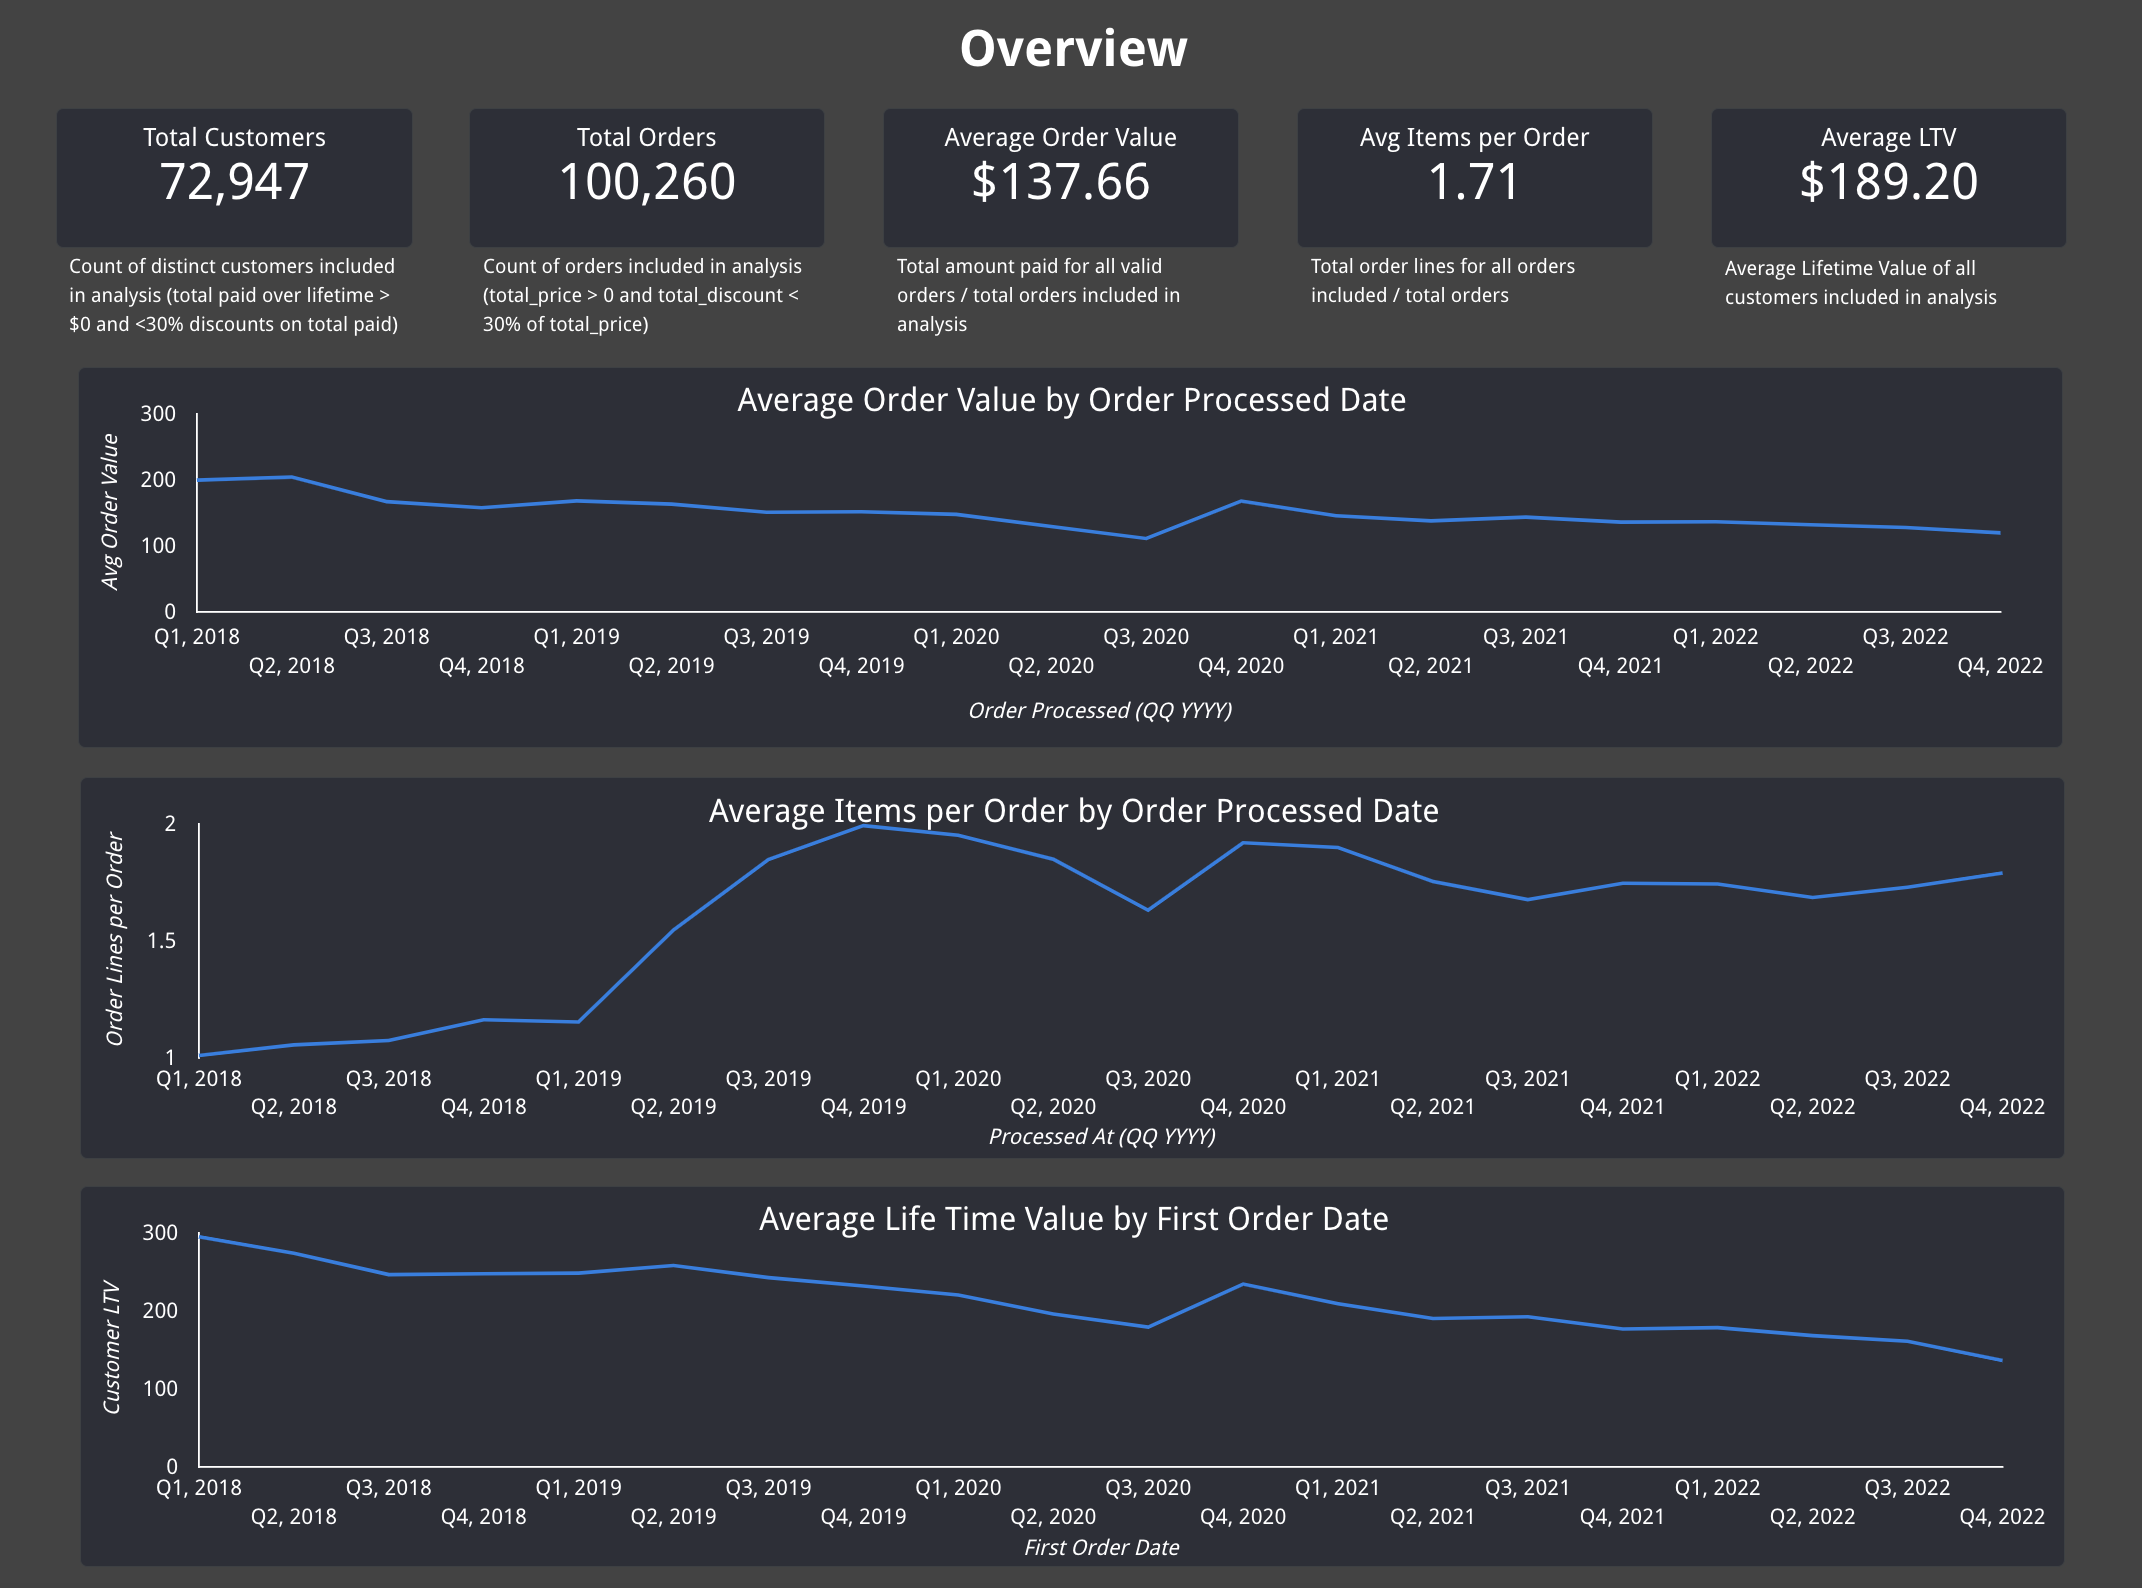 Overview
Total Customers
72,947
Count of distinct customers included
in analysis (total paid over lifetime >
$0 and <30% discounts on total paid)
Total Orders
100,260
Count of orders included in analysis
(total_price > 0 and total_discount <
30% of total_price)
Average Order Value
$137.66
Total amount paid for all valid
orders / total orders included in
analysis
Avg Items per Order
1.71
Total order lines for all orders
included / total orders
Average LTV
$189.20
Average Lifetime Value of all
customers included in analysis
Average Order Value by Order Processed Date
Avg Order Value
300
200
100
0
Q1, 2018
Q2, 2018
Q3, 2018
Q4, 2018
Q1, 2019
Q2, 2019
Q3, 2019
Q4, 2019
Q1, 2020
Q2, 2020
Q3, 2020
Q4, 2020
Q1, 2021
Q2, 2021
Q3, 2021
Q4, 2021
Q1, 2022
Q2, 2022
Q3, 2022
Q4, 2022
Order Processed (QQ YYYY)
Average Items per Order by Order Processed Date
Order Lines per Order
2
1.5
1
Q1, 2018
Q2, 2018
Q3, 2018
Q4, 2018
Q1, 2019
Q2, 2019
Q3, 2019
Q4, 2019
Q1, 2020
Q2, 2020
Q3, 2020
Q4, 2020
Q1, 2021
Q2, 2021
Q3, 2021
Q4, 2021
Q1, 2022
Q2, 2022
Q3, 2022
Q4, 2022
Processed At (QQ YYYY)
Average Life Time Value by First Order Date
Customer LTV
300
200
100
0
Q1, 2018
Q2, 2018
Q3, 2018
Q4, 2018
Q1, 2019
Q2, 2019
Q3, 2019
Q4, 2019
Q1, 2020
Q2, 2020
Q3, 2020
Q4, 2020
Q1, 2021
Q2, 2021
Q3, 2021
Q4, 2021
Q1, 2022
Q2, 2022
Q3, 2022
Q4, 2022
First Order Date